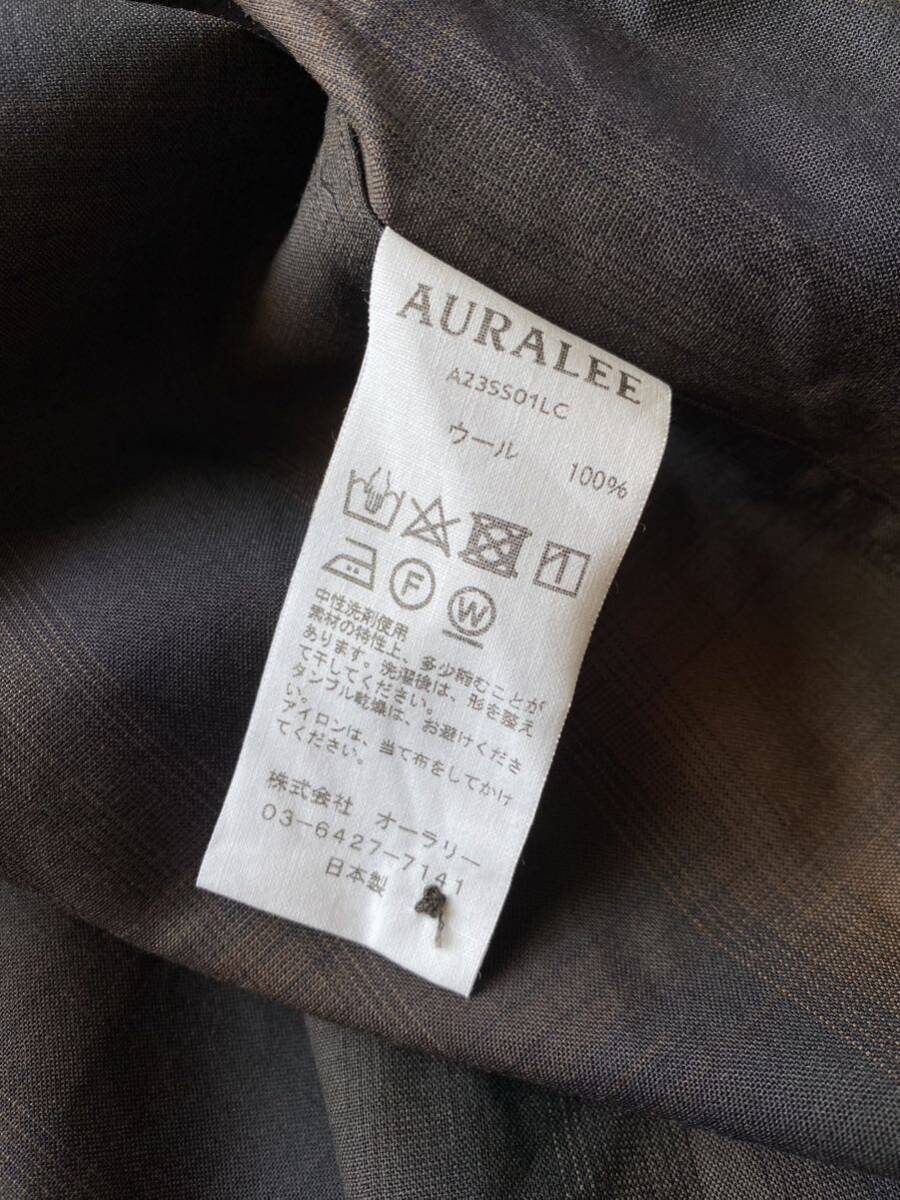 AURALEE
A23SS01LC
ウール 100%
F W
中性洗剤使用
素材の特性上、多少縮むことが
あります。洗濯後は、形を整え
て干してください。
タンブル乾燥は、お避けくださ
い。
アイロンは、当て布をしてかけ
てください。
株式会社 オーラリー
03-6427-7141
日本製